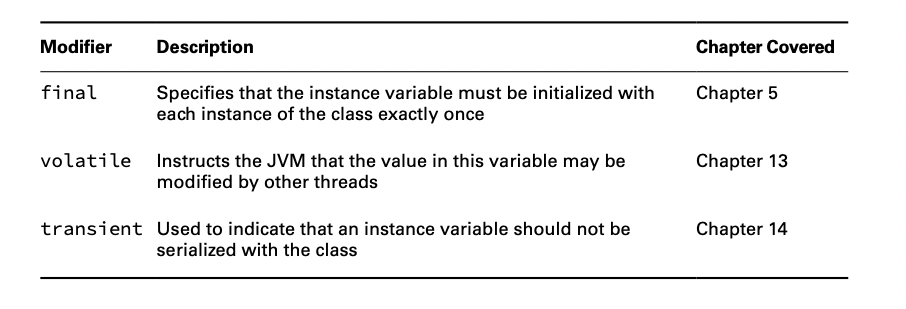 Modifier Description Chapter Covered
final Specifies that the instance variable must be initialized with Chapter 5
each instance of the class exactly once
volatile Instructs the JVM that the value in this variable may be Chapter 13
modified by other threads
transient Used to indicate that an instance variable should not be Chapter 14
serialized with the class